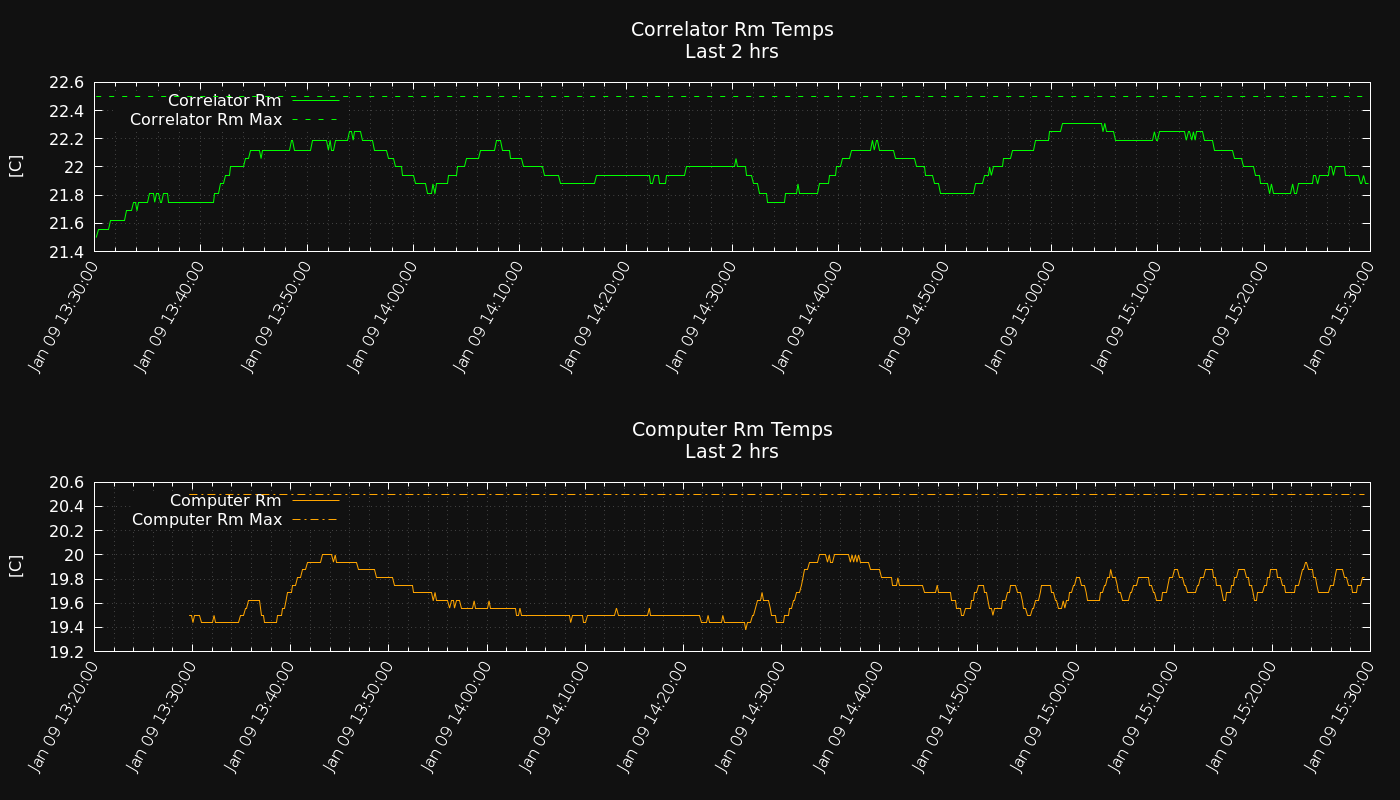 Correlator Rm Temps
Last 2 hrs
22.6
22.4
22.2
22
21.8
21.6
21.4
[C]
Correlator Rm
Correlator Rm Max
Jan 09 13:30:00
Jan 09 13:40:00
Jan 09 13:50:00
Jan 09 14:00:00
Jan 09 14:10:00
Jan 09 14:20:00
Jan 09 14:30:00
Jan 09 14:40:00
Jan 09 14:50:00
Jan 09 15:00:00
Jan 09 15:10:00
Jan 09 15:20:00
Jan 09 15:30:00
Computer Rm Temps
Last 2 hrs
20.6
20.4
20.2
20
19.8
19.6
19.4
19.2
[C]
Computer Rm
Computer Rm Max
Jan 09 13:20:00
Jan 09 13:30:00
Jan 09 13:40:00
Jan 09 13:50:00
Jan 09 14:00:00
Jan 09 14:10:00
Jan 09 14:20:00
Jan 09 14:30:00
Jan 09 14:40:00
Jan 09 14:50:00
Jan 09 15:00:00
Jan 09 15:10:00
Jan 09 15:20:00
Jan 09 15:30:00